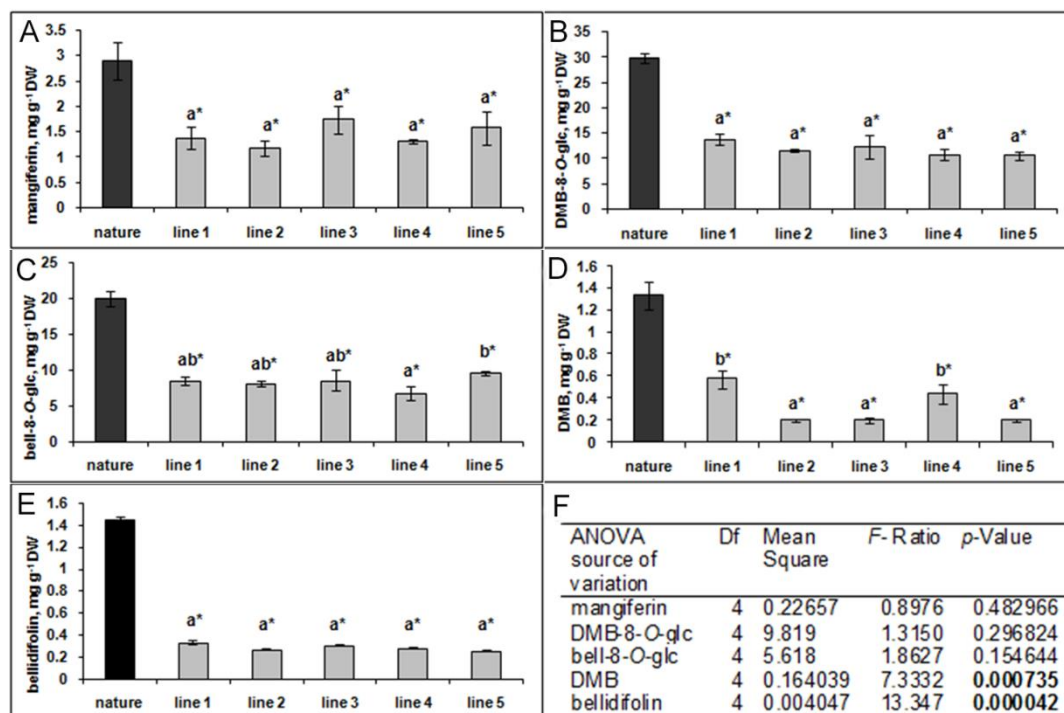 A
mangiferin, mg g⁻¹ DW
3.5
3
2.5
2
1.5
1
0.5
0
a*
a*
a*
a*
a*
nature line 1 line 2 line 3 line 4 line 5
B
DMB-8-O-glc, mg g⁻¹ DW
35
30
25
20
15
10
5
0
a*
a*
a*
a*
a*
nature line 1 line 2 line 3 line 4 line 5
C
bell-8-O-glc, mg g⁻¹ DW
25
20
15
10
5
0
ab*
ab*
ab*
a*
b*
nature line 1 line 2 line 3 line 4 line 5
D
DMB, mg g⁻¹ DW
1.6
1.4
1.2
1
0.8
0.6
0.4
0.2
0
b*
a*
a*
b*
a*
nature line 1 line 2 line 3 line 4 line 5
E
bellidifolin, mg g⁻¹ DW
1.6
1.4
1.2
1
0.8
0.6
0.4
0.2
0
a*
a*
a*
a*
a*
nature line 1 line 2 line 3 line 4 line 5
F
ANOVA Df Mean F- Ratio p-Value
source of Square
variation
mangiferin 4 0.22657 0.8976 0.482966
DMB-8-O-glc 4 9.819 1.3150 0.296824
bell-8-O-glc 4 5.618 1.8627 0.154644
DMB 4 0.164039 7.3332 0.000735
bellidifolin 4 0.004047 13.347 0.000042